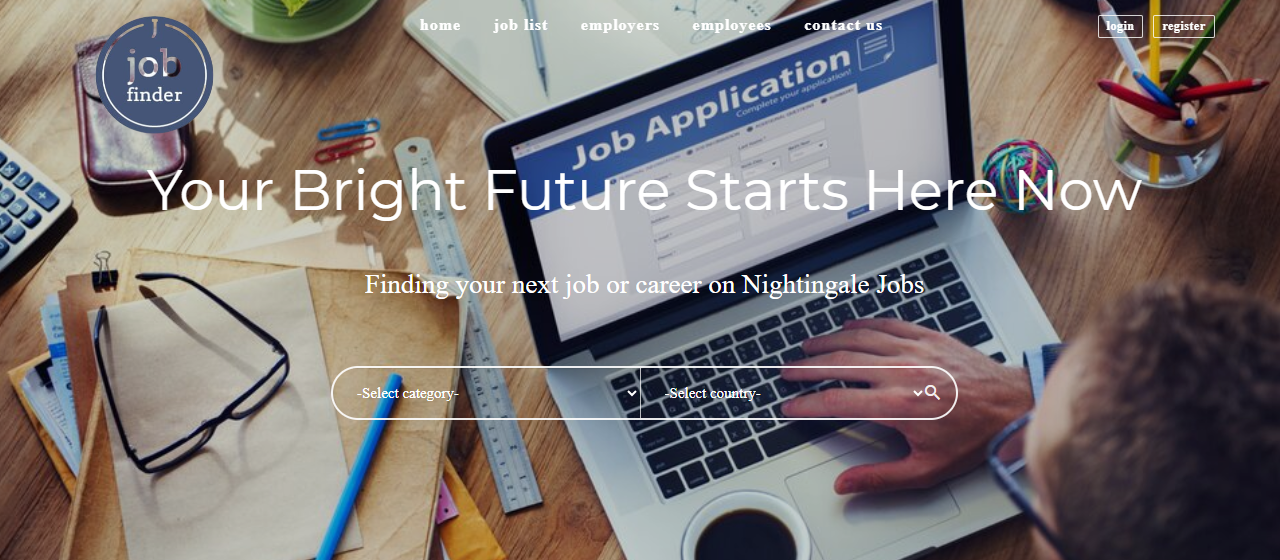 home job list employers employees contact us
login register
job
finder
Job Application
Complete your application!
Your Bright Future Starts Here Now
Finding your next job or career on Nightingale Jobs
-Select category-
-Select country-